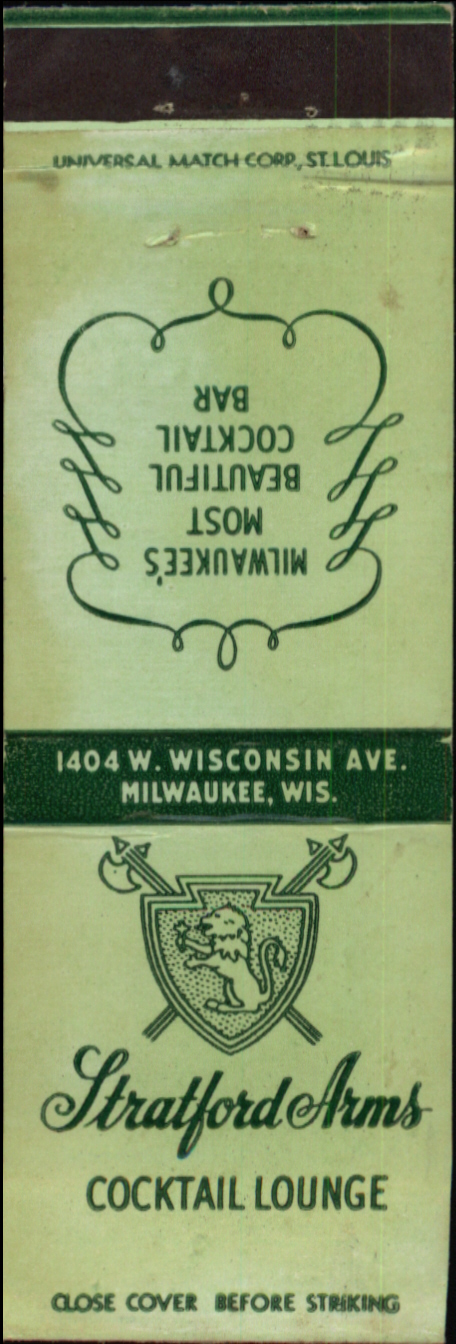 UNIVERSAL MATCH CORP., ST. LOUIS
MILWAUKEE'S
MOST
BEAUTIFUL
COCKTAIL
BAR
1404 W. WISCONSIN AVE.
MILWAUKEE, WIS.
Stratford Arms
COCKTAIL LOUNGE
CLOSE COVER BEFORE STRIKING